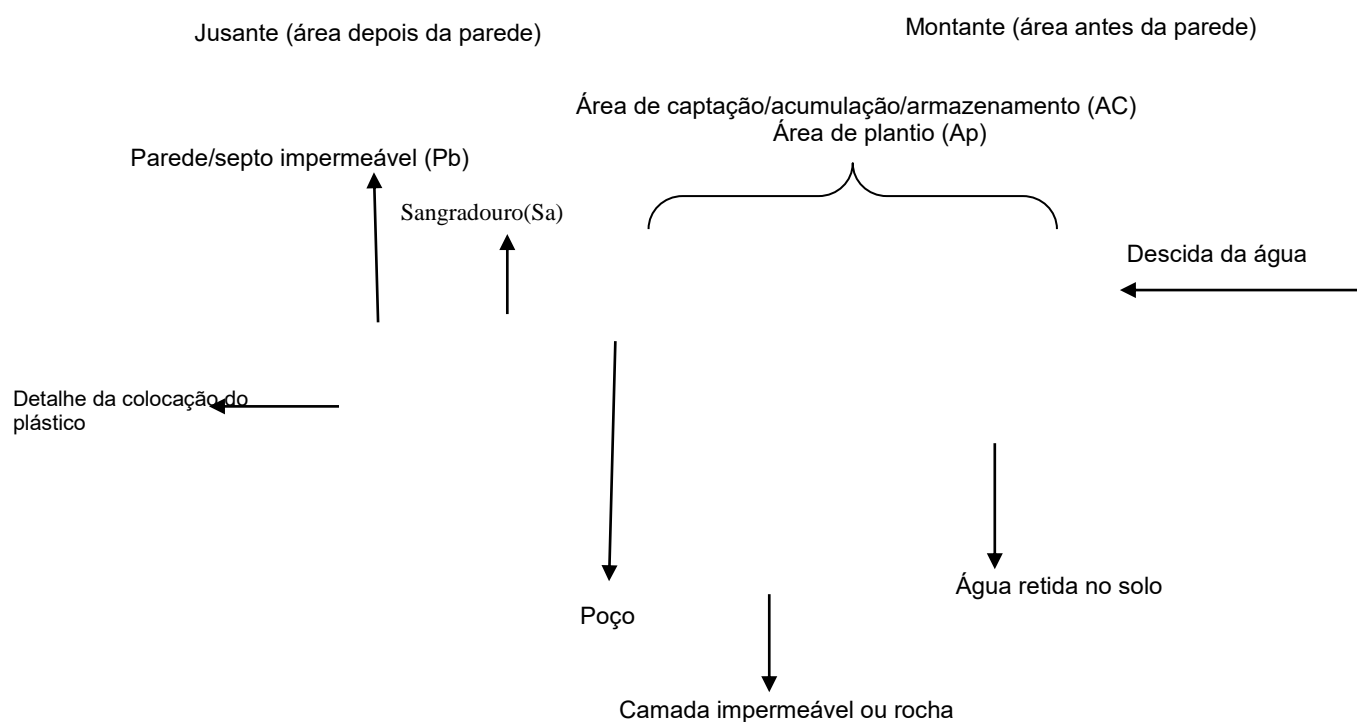 Jusante (área depois da parede)
Montante (área antes da parede)
Área de captação/acumulação/armazenamento (AC)
Área de plantio (Ap)
Parede/septo impermeável (Pb)
Sangradouro(Sa)
Descida da água
Detalhe da colocação do
plástico
Água retida no solo
Poço
Camada impermeável ou rocha